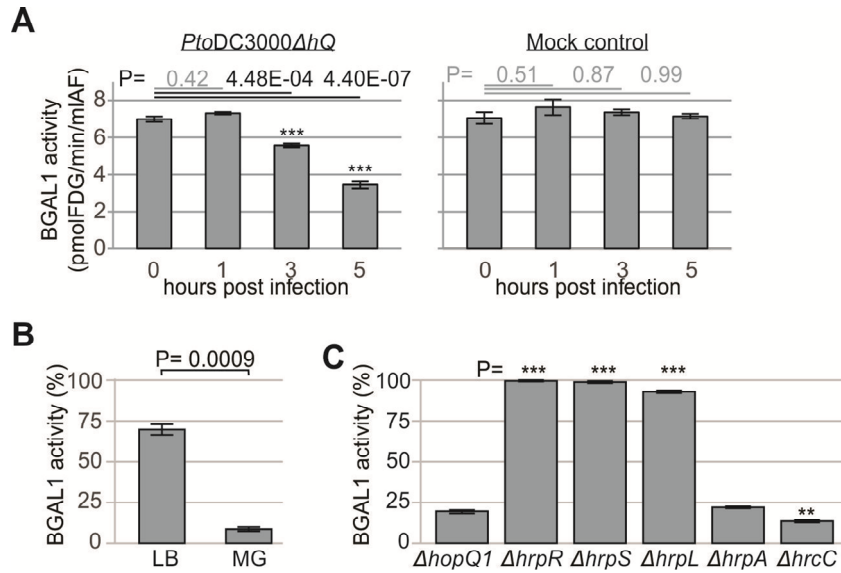 A
PtoDC3000ΔhQ
P= 0.42 4.48E-04 4.40E-07
BGAL1 activity
(pmolFDG/min/mlAF)
8
6
4
2
0
***
***
0 1 3 5
hours post infection
Mock control
P= 0.51 0.87 0.99
0 1 3 5
hours post infection
B
P= 0.0009
BGAL1 activity (%)
100
75
50
25
0
LB MG
C
P= *** *** ***
BGAL1 activity (%)
100
75
50
25
0
**
ΔhopQ1 ΔhrpR ΔhrpS ΔhrpL ΔhrpA ΔhrcC